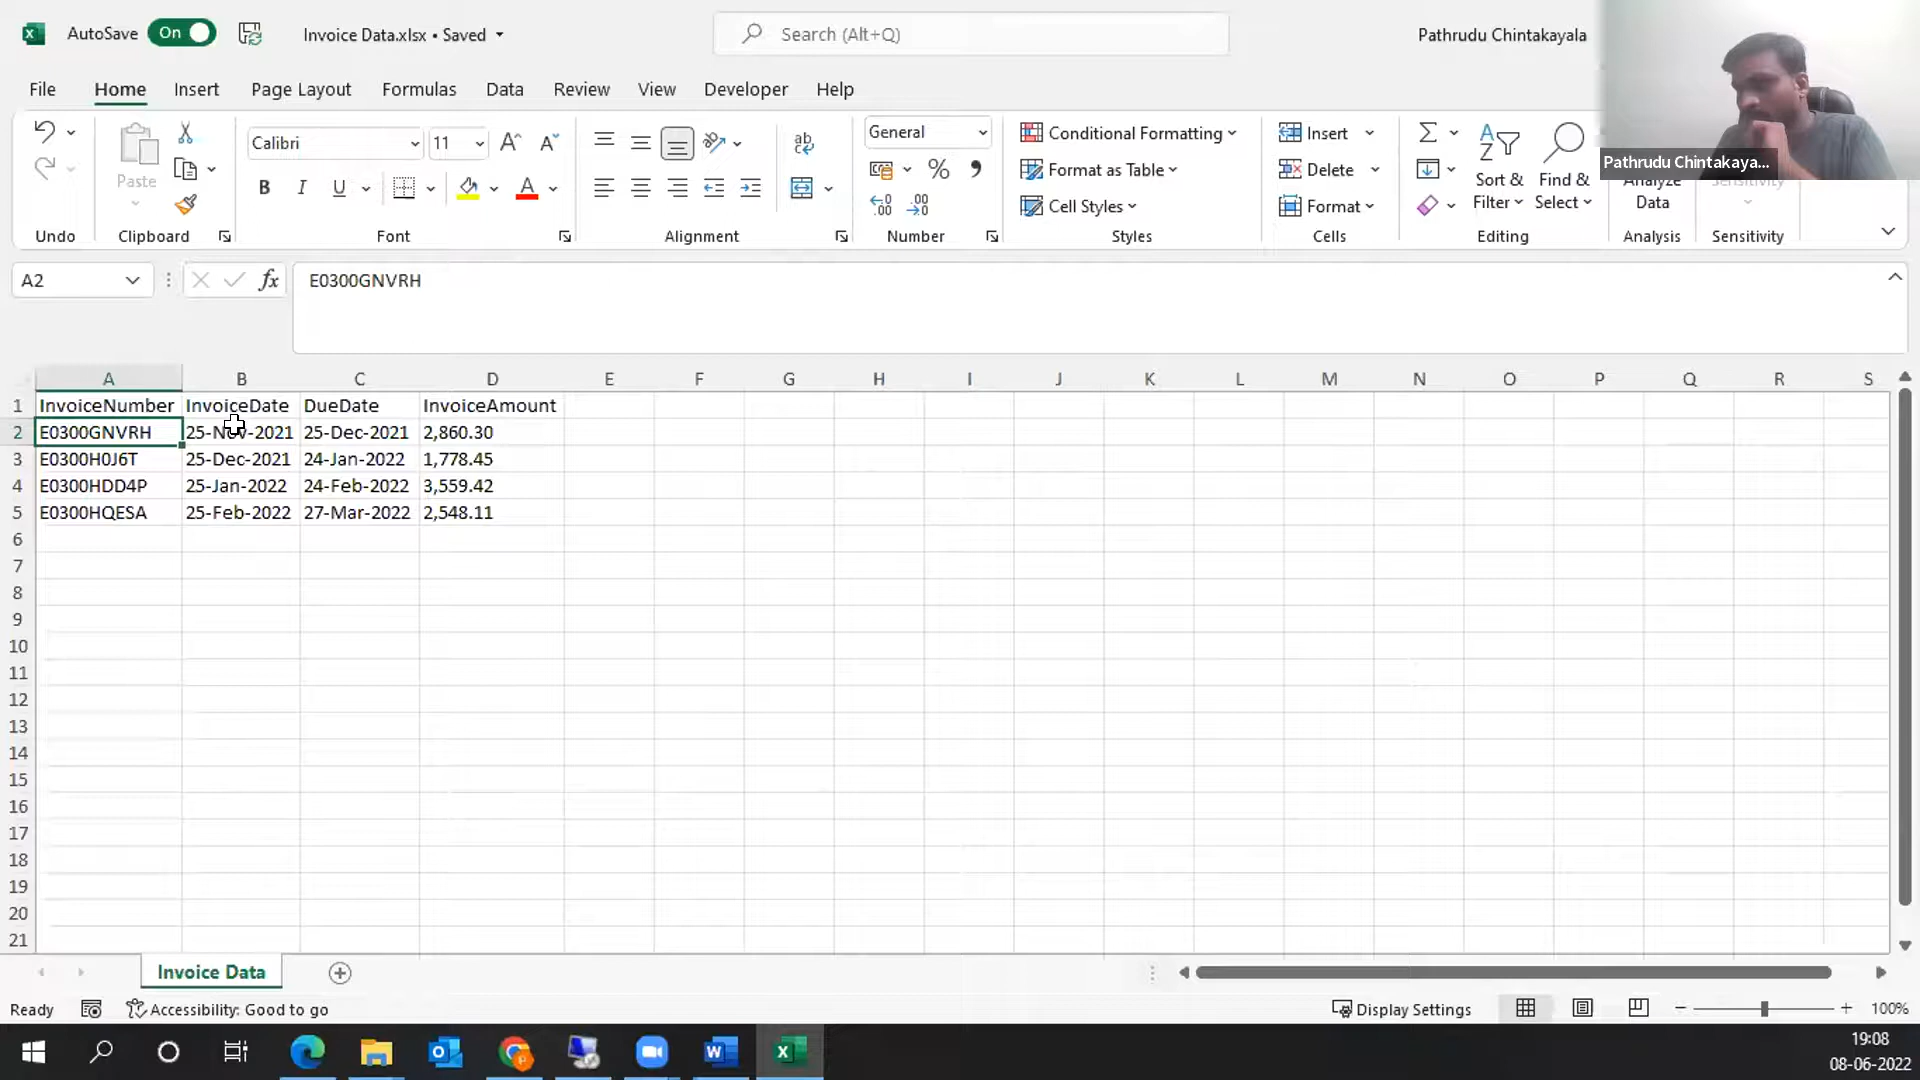 AutoSave On Invoice Data.xlsx • Saved Search (Alt+Q) Pathrudu Chintakayala
File Home Insert Page Layout Formulas Data Review View Developer Help
Pathrudu Chintakaya...
Paste
Calibri 11
B I U A
ab
General
% 9
Conditional Formatting
Format as Table
Cell Styles
Insert
Delete
Format
Sort & Filter
Find & Select
Analyze Data
Sensitivity
Undo Clipboard Font Alignment Number Styles Cells Editing Analysis Sensitivity
A2 fx E0300GNVRH
A B C D E F G H I J K L M N O P Q R S
1 InvoiceNumber InvoiceDate DueDate InvoiceAmount
2 E0300GNVRH 25-Nov-2021 25-Dec-2021 2,860.30
3 E0300H0J6T 25-Dec-2021 24-Jan-2022 1,778.45
4 E0300HDD4P 25-Jan-2022 24-Feb-2022 3,559.42
5 E0300HQESA 25-Feb-2022 27-Mar-2022 2,548.11
6
7
8
9
10
11
12
13
14
15
16
17
18
19
20
21
Invoice Data
Ready Accessibility: Good to go Display Settings 100%
19:08
08-06-2022